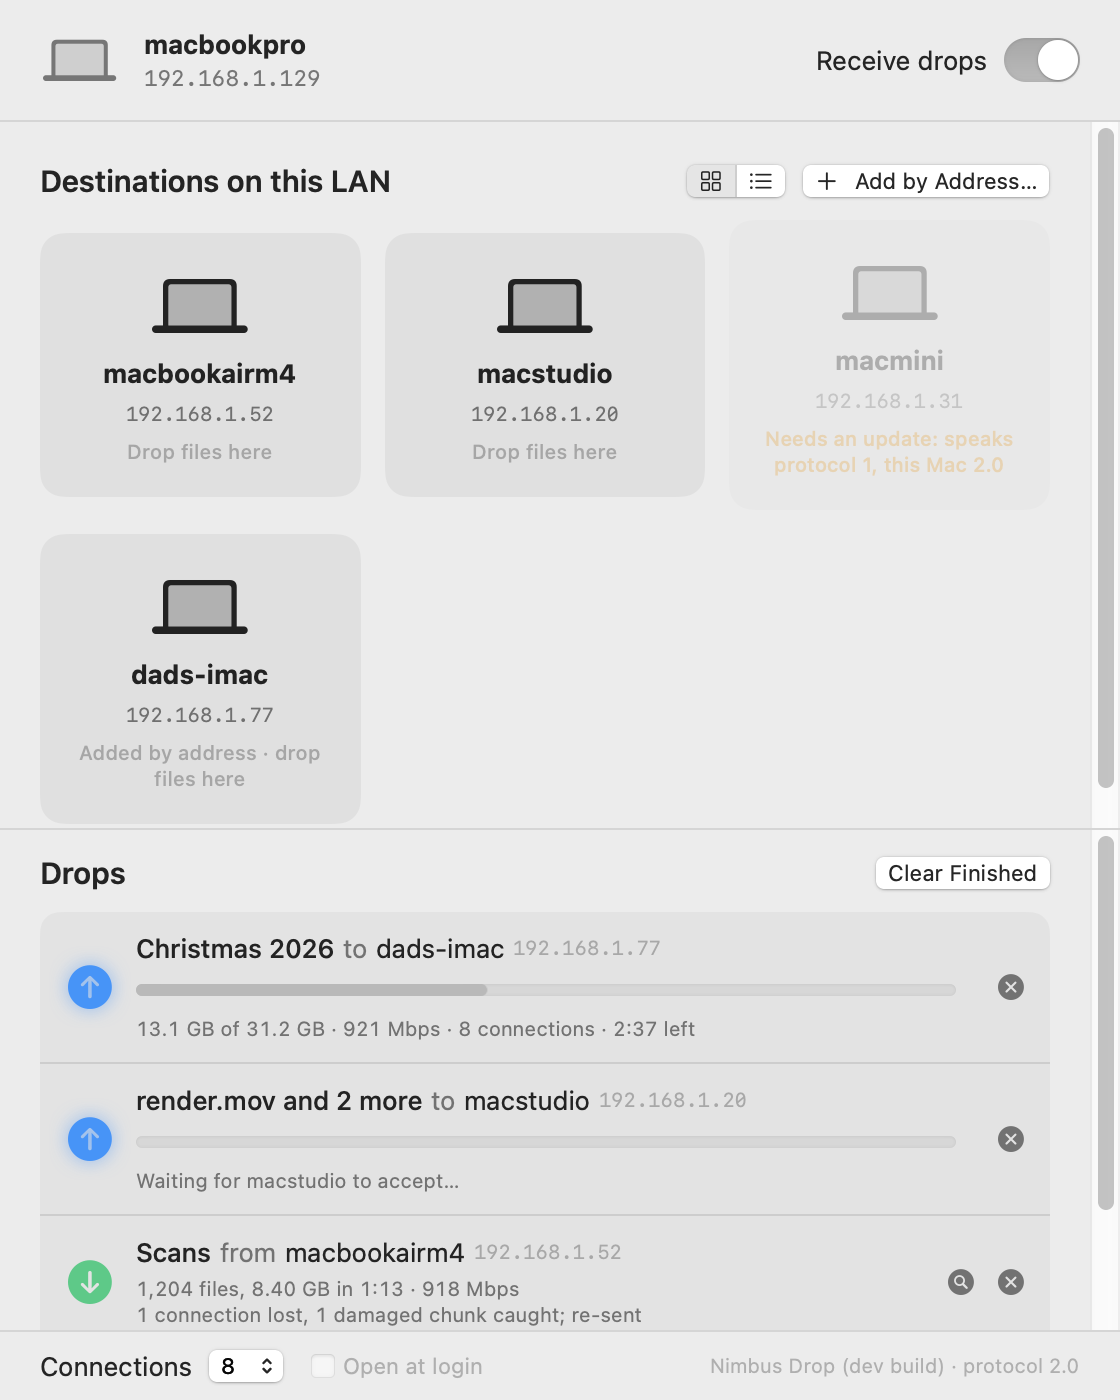 macbookpro
192.168.1.129
Receive drops
Destinations on this LAN
Add by Address...
macbookairm4
192.168.1.52
Drop files here
macstudio
192.168.1.20
Drop files here
macmini
192.168.1.31
Needs an update: speaks
protocol 1, this Mac 2.0
dads-imac
192.168.1.77
Added by address · drop
files here
Drops
Clear Finished
Christmas 2026 to dads-imac 192.168.1.77
13.1 GB of 31.2 GB · 921 Mbps · 8 connections · 2:37 left
render.mov and 2 more to macstudio 192.168.1.20
Waiting for macstudio to accept...
Scans from macbookairm4 192.168.1.52
1,204 files, 8.40 GB in 1:13 · 918 Mbps
1 connection lost, 1 damaged chunk caught; re-sent
Connections 8 Open at login Nimbus Drop (dev build) · protocol 2.0